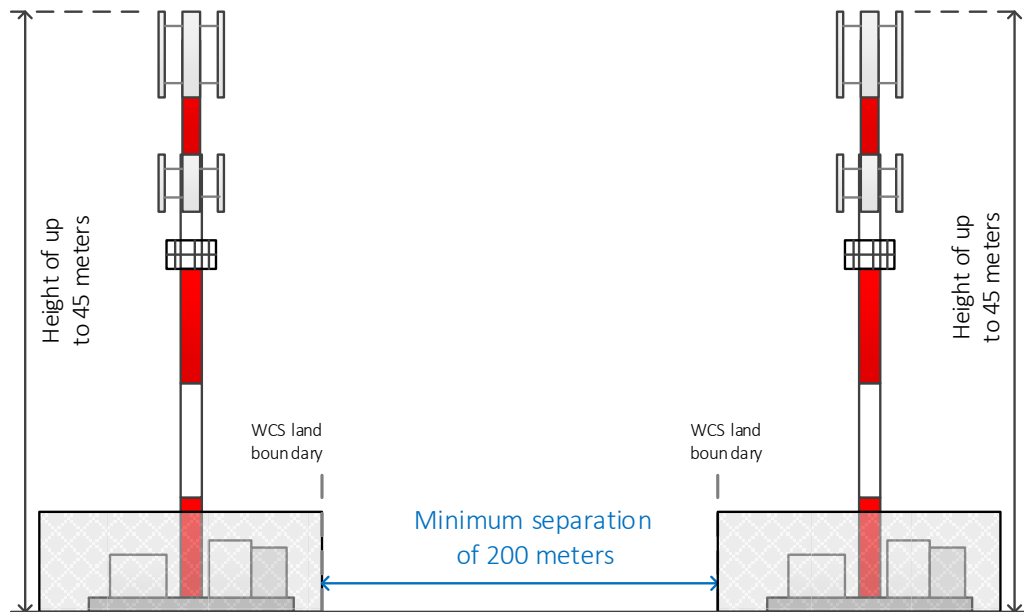 Height of up
to 45 meters
WCS land
boundary
Minimum separation
of 200 meters
WCS land
boundary
Height of up
to 45 meters